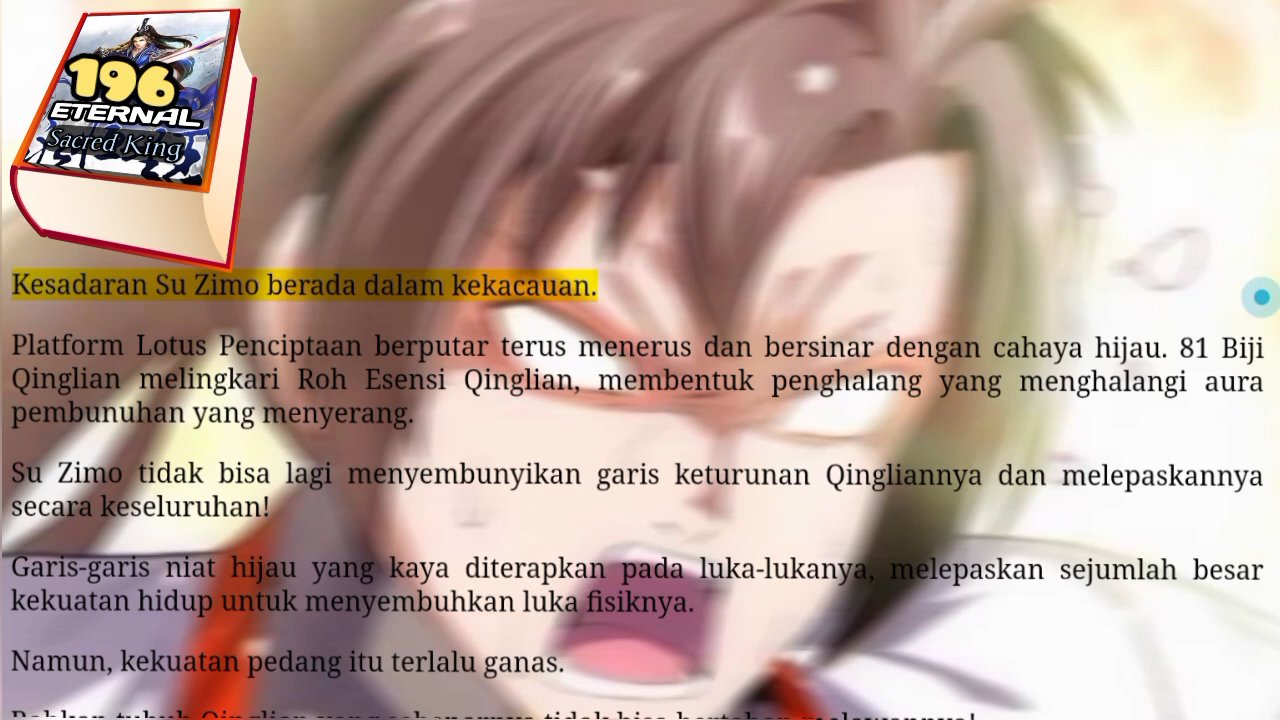 196
ETERNAL
Sacred King
Kesadaran Su Zimo berada dalam kekacauan.
Platform Lotus Penciptaan berputar terus menerus dan bersinar dengan cahaya hijau. 81 Biji
Qinglian melingkari Roh Esensi Qinglian, membentuk penghalang yang menghalangi aura
pembunuhan yang menyerang.
Su Zimo tidak bisa lagi menyembunyikan garis keturunan Qingliannya dan melepaskannya
secara keseluruhan!
Garis-garis niat hijau yang kaya diterapkan pada luka-lukanya, melepaskan sejumlah besar
kekuatan hidup untuk menyembuhkan luka fisiknya.
Namun, kekuatan pedang itu terlalu ganas.